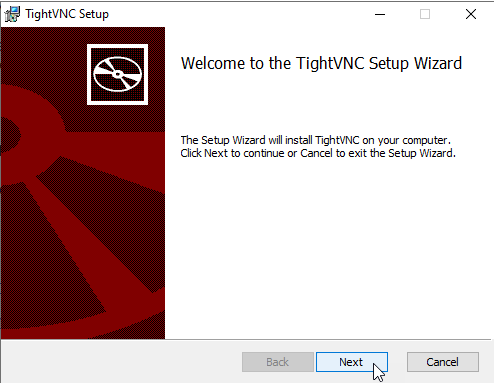 TightVNC Setup
Welcome to the TightVNC Setup Wizard
The Setup Wizard will install TightVNC on your computer.
Click Next to continue or Cancel to exit the Setup Wizard.
Back
Next
Cancel